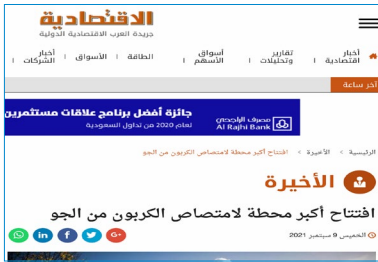 الاقتصادية
جريدة العرب الاقتصادية الدولية
أخبار اقتصادية | تقارير وتحليلات | أسواق الأسهم | الطاقة | الأسواق | أخبار الشركات
آخر ساعة
جائزة أفضل برنامج علاقات مستثمرين
لعام 2020 من تداول السعودية
مصرف الراجحي
Al Rajhi Bank
الرئيسية > الأخيرة > افتتاح أكبر محطة لامتصاص الكربون من الجو
الأخيرة
افتتاح أكبر محطة لامتصاص الكربون من الجو
الخميس 9 سبتمبر 2021